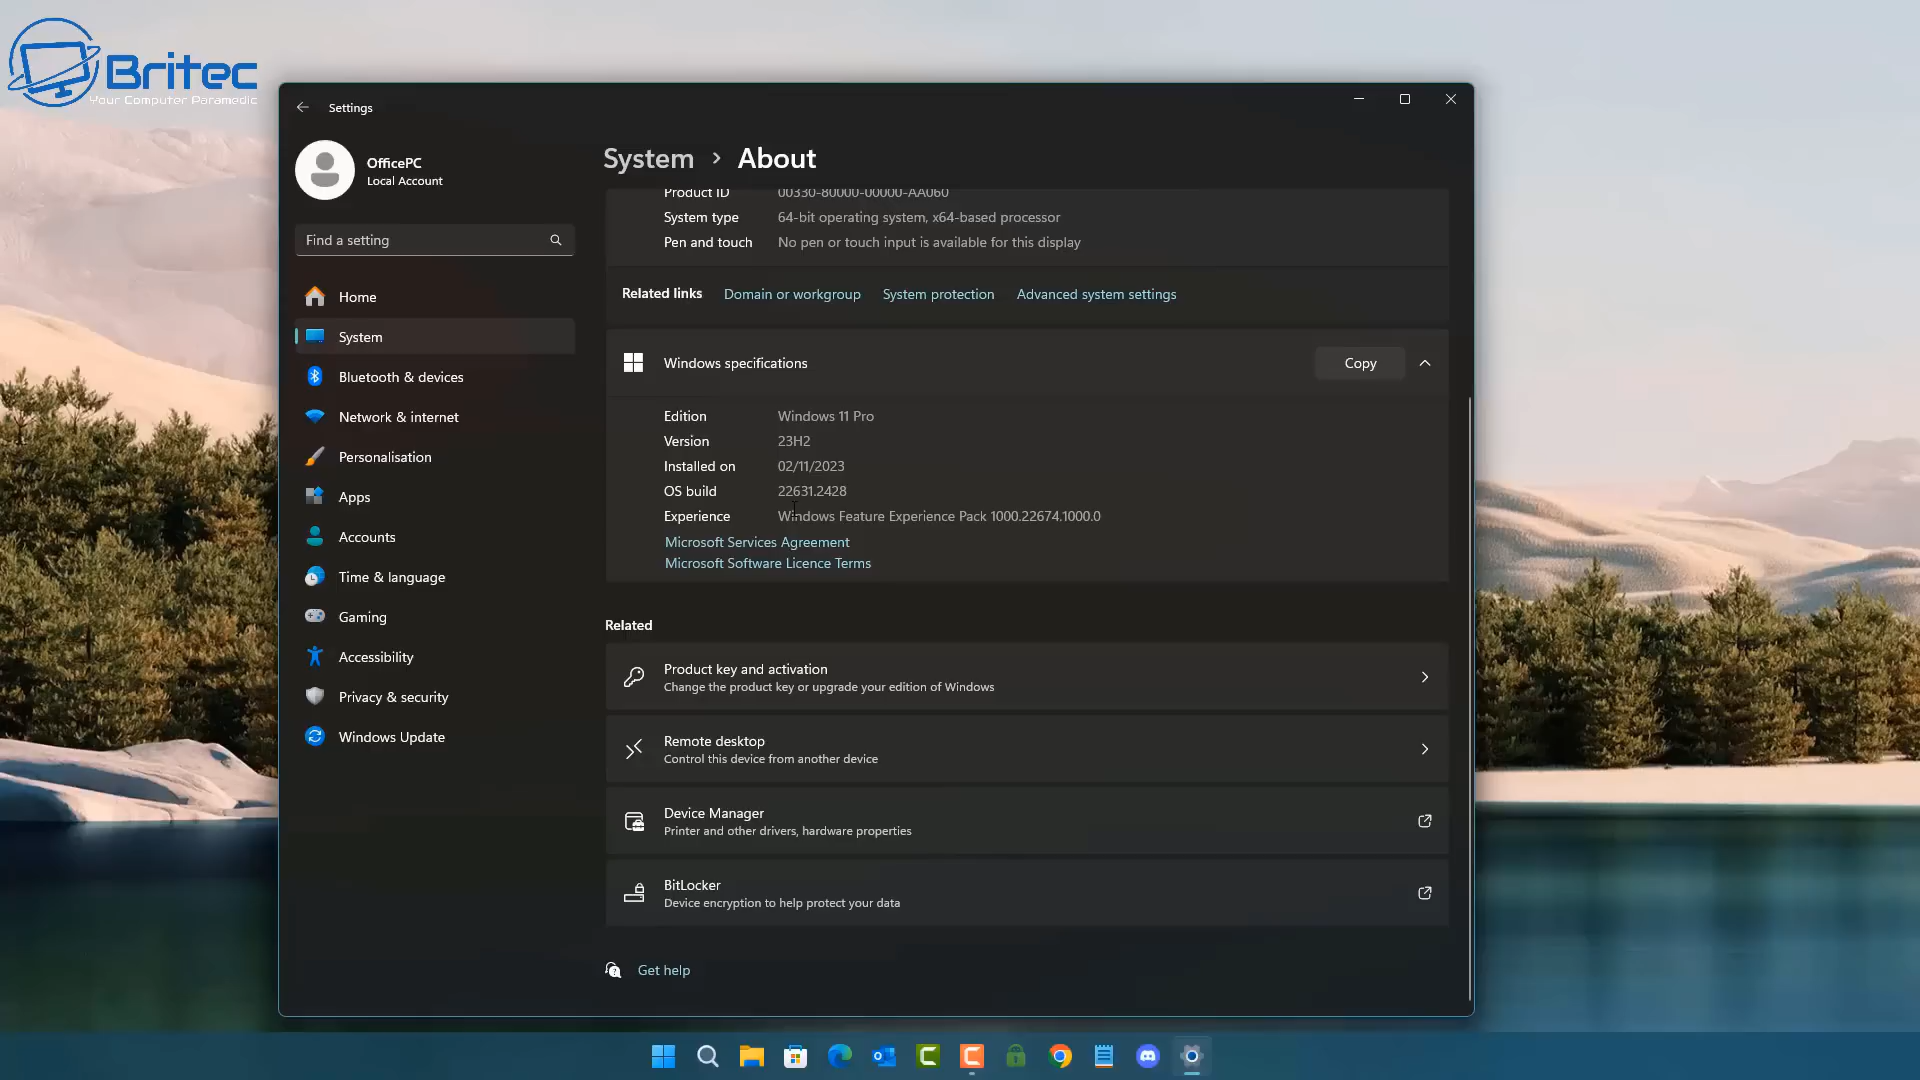 Britec
Your Computer Paramedic
Settings
OfficePC
Local Account
Find a setting
Home
System
Bluetooth & devices
Network & internet
Personalisation
Apps
Accounts
Time & language
Gaming
Accessibility
Privacy & security
Windows Update
System > About
Product ID 00330-80000-00000-AA060
System type 64-bit operating system, x64-based processor
Pen and touch No pen or touch input is available for this display
Related links Domain or workgroup System protection Advanced system settings
Windows specifications Copy
Edition Windows 11 Pro
Version 23H2
Installed on 02/11/2023
OS build 22631.2428
Experience Windows Feature Experience Pack 1000.22674.1000.0
Microsoft Services Agreement
Microsoft Software Licence Terms
Related
Product key and activation
Change the product key or upgrade your edition of Windows
Remote desktop
Control this device from another device
Device Manager
Printer and other drivers, hardware properties
BitLocker
Device encryption to help protect your data
Get help